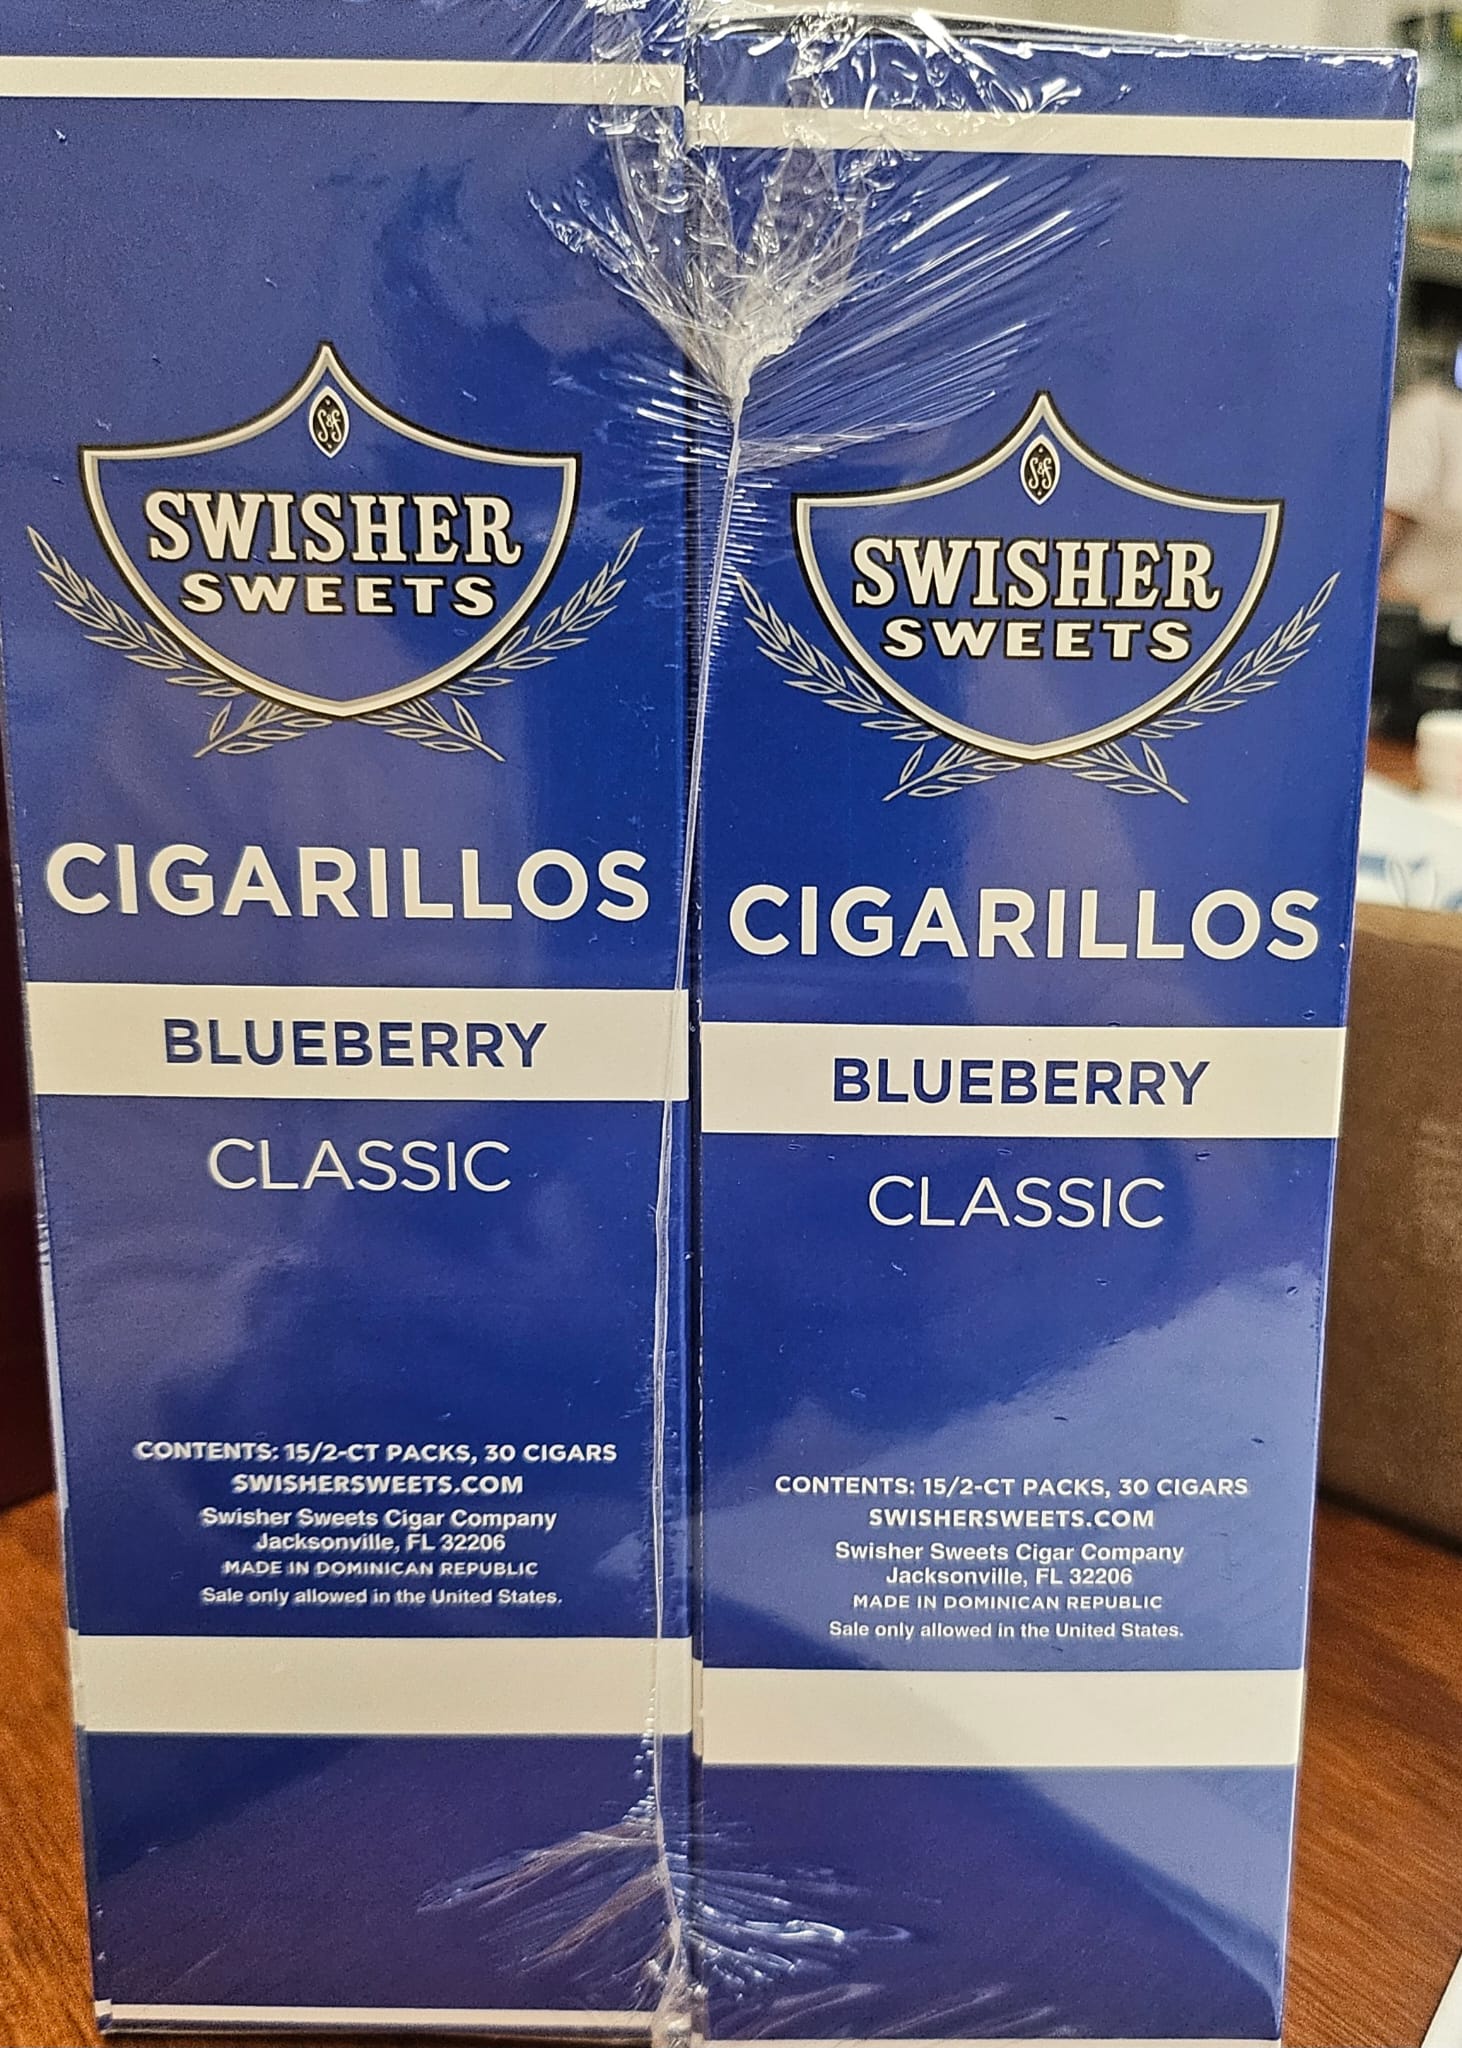 S&S
SWISHER
SWEETS
CIGARILLOS
BLUEBERRY
CLASSIC
CONTENTS: 15/2-CT PACKS, 30 CIGARS
SWISHERSWEETS.COM
Swisher Sweets Cigar Company
Jacksonville, FL 32206
MADE IN DOMINICAN REPUBLIC
Sale only allowed in the United States.
S&S
SWISHER
SWEETS
CIGARILLOS
BLUEBERRY
CLASSIC
CONTENTS: 15/2-CT PACKS, 30 CIGARS
SWISHERSWEETS.COM
Swisher Sweets Cigar Company
Jacksonville, FL 32206
MADE IN DOMINICAN REPUBLIC
Sale only allowed in the United States.